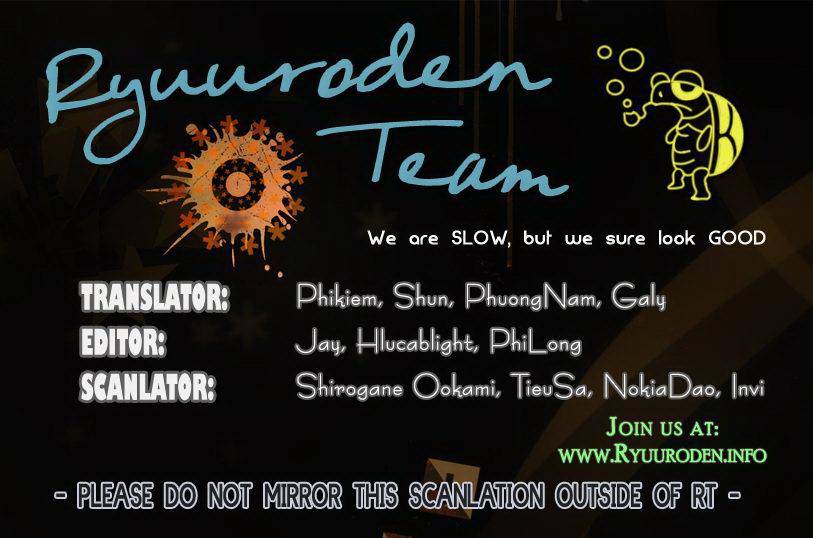 Ryuuroden
Team
We are SLOW, but we sure look GOOD
TRANSLATOR: Phikiem, Shun, PhuongNam, Galy
EDITOR: Jay, Hlucablight, PhiLong
SCANLATOR: Shirogane Ookami, TieuSa, NokiaDao, Invi
JOIN US AT:
WWW.RYUURODEN.INFO
- PLEASE DO NOT MIRROR THIS SCANLATION OUTSIDE OF RT -